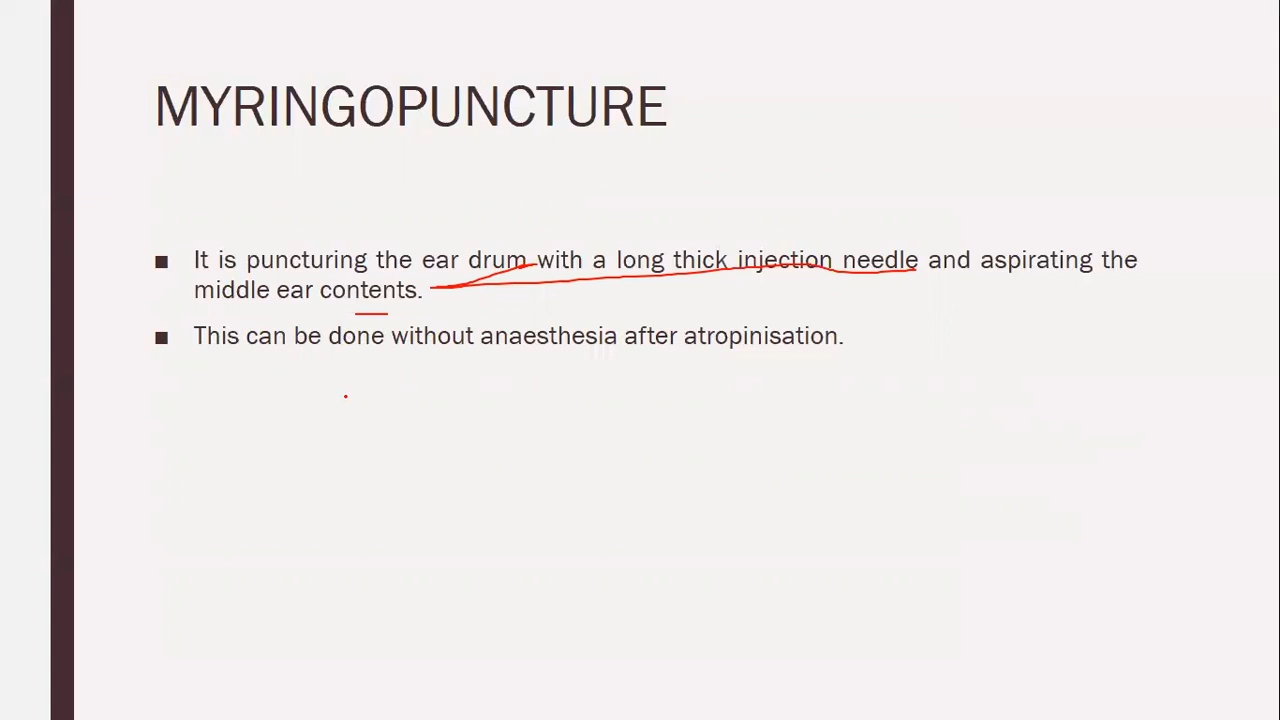 MYRINGOPUNCTURE
■ It is puncturing the ear drum with a long thick injection needle and aspirating the
middle ear contents.
■ This can be done without anaesthesia after atropinisation.